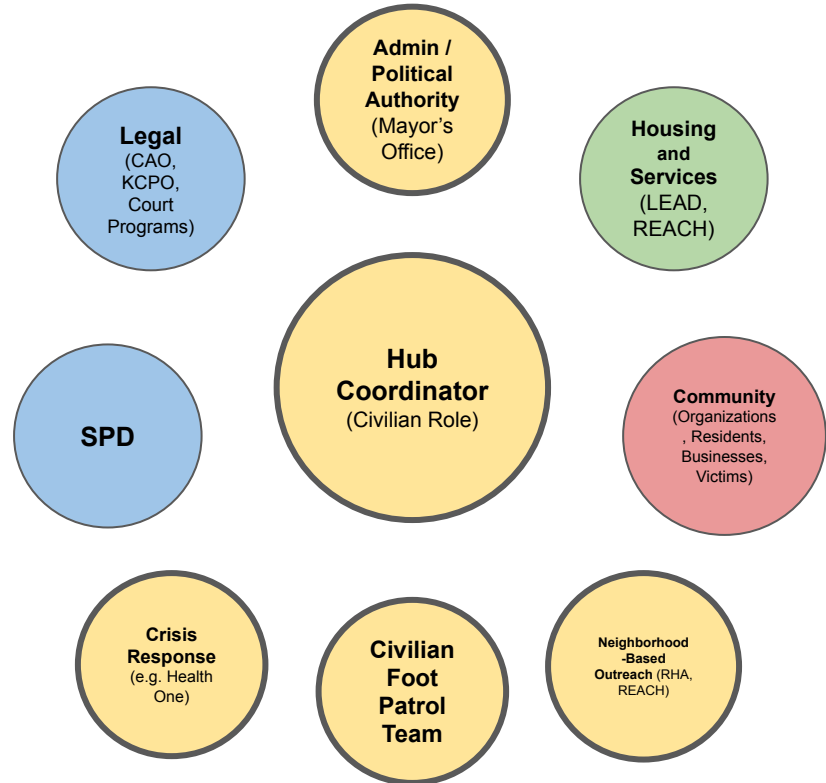 Admin /
Political
Authority
(Mayor's
Office)
Legal
(CAO,
KCPO,
Court
Programs)
Housing
and
Services
(LEAD,
REACH)
Hub
Coordinator
(Civilian Role)
SPD
Community
(Organizations
, Residents,
Businesses,
Victims)
Crisis
Response
(e.g. Health
One)
Civilian
Foot
Patrol
Team
Neighborhood
-Based
Outreach (RHA,
REACH)